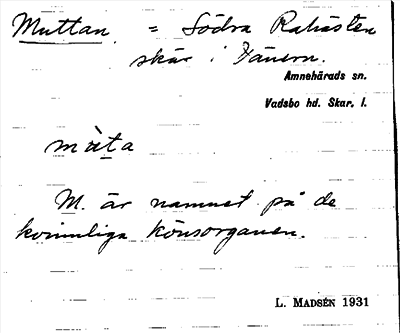 Muttan. = Södra Rahästen
skär i Vänern.
Amnehärads sn.
Vadsbo hd. Skar. l.
mùta
M. är namnet på de
kvinnliga könsorganen.
L. MADSÉN 1931